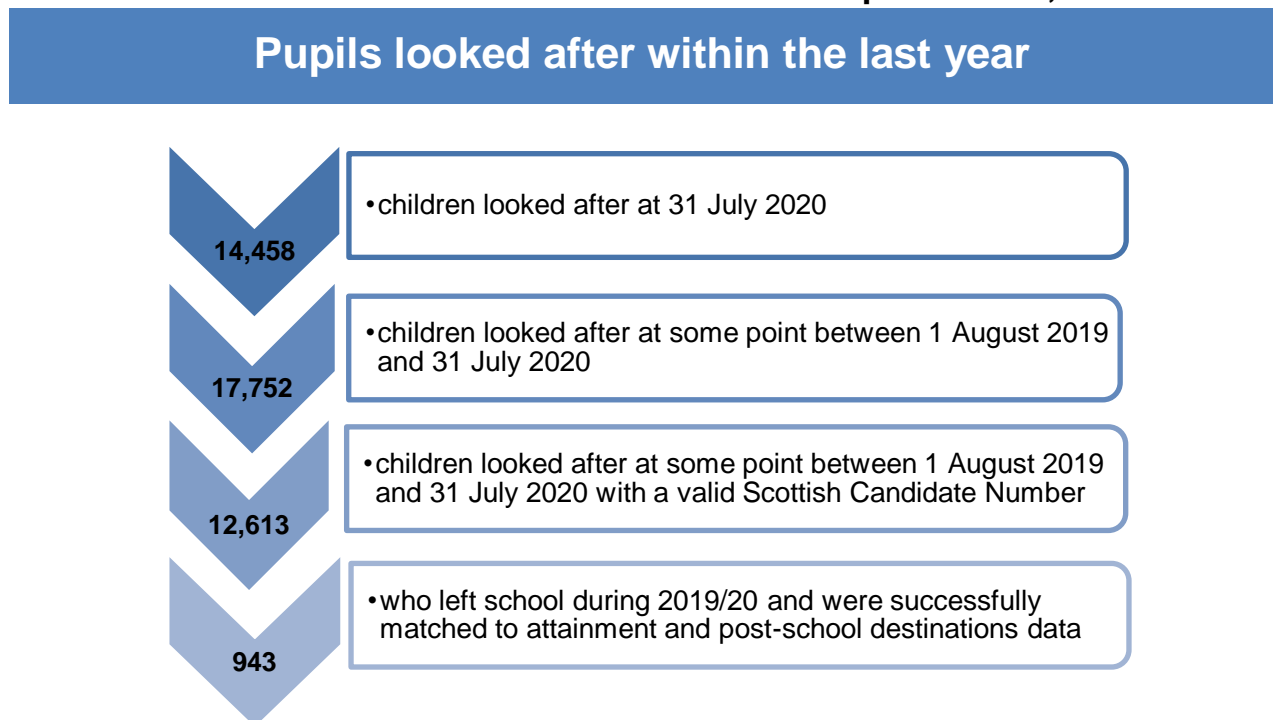 Pupils looked after within the last year
14,458
•children looked after at 31 July 2020
17,752
•children looked after at some point between 1 August 2019
and 31 July 2020
12,613
•children looked after at some point between 1 August 2019
and 31 July 2020 with a valid Scottish Candidate Number
943
•who left school during 2019/20 and were successfully
matched to attainment and post-school destinations data